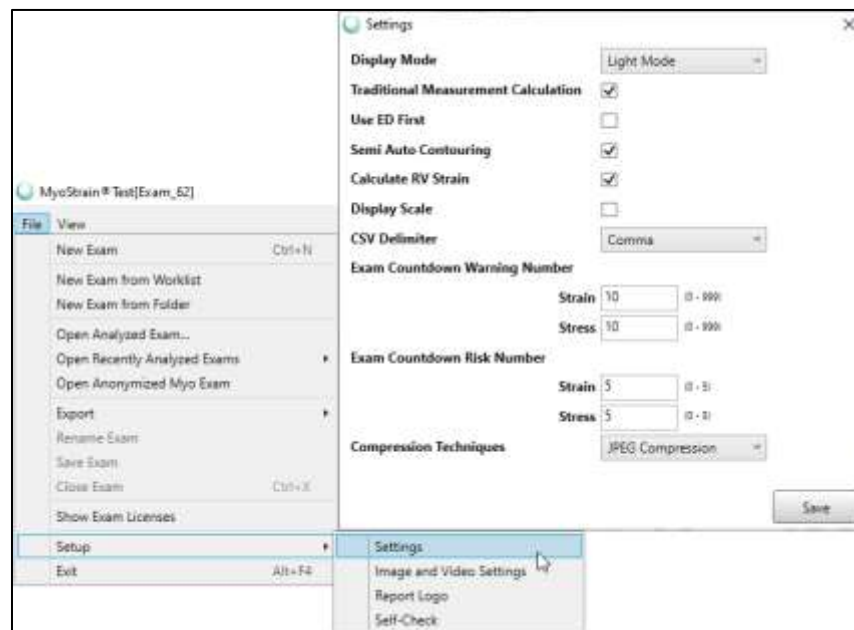 Settings
Display Mode Light Mode
Traditional Measurement Calculation
Use ED First
Semi Auto Contouring
Calculate RV Strain
Display Scale
CSV Delimiter Comma
Exam Countdown Warning Number
Strain 10 (0 - 999)
Stress 10 (0 - 999)
Exam Countdown Risk Number
Strain 5
Stress 5
Compression Techniques JPEG Compression
Save
MyoStrain® Test[Exam_62]
File View
New Exam Ctrl+N
New Exam from Worklist
New Exam from Folder
Open Analyzed Exam...
Open Recently Analyzed Exams
Open Anonymized Myo Exam
Export
Rename Exam
Save Exam
Close Exam Ctrl+X
Show Exam Licenses
Setup
Exit Alt+F4
Settings
Image and Video Settings
Report Logo
Self-Check